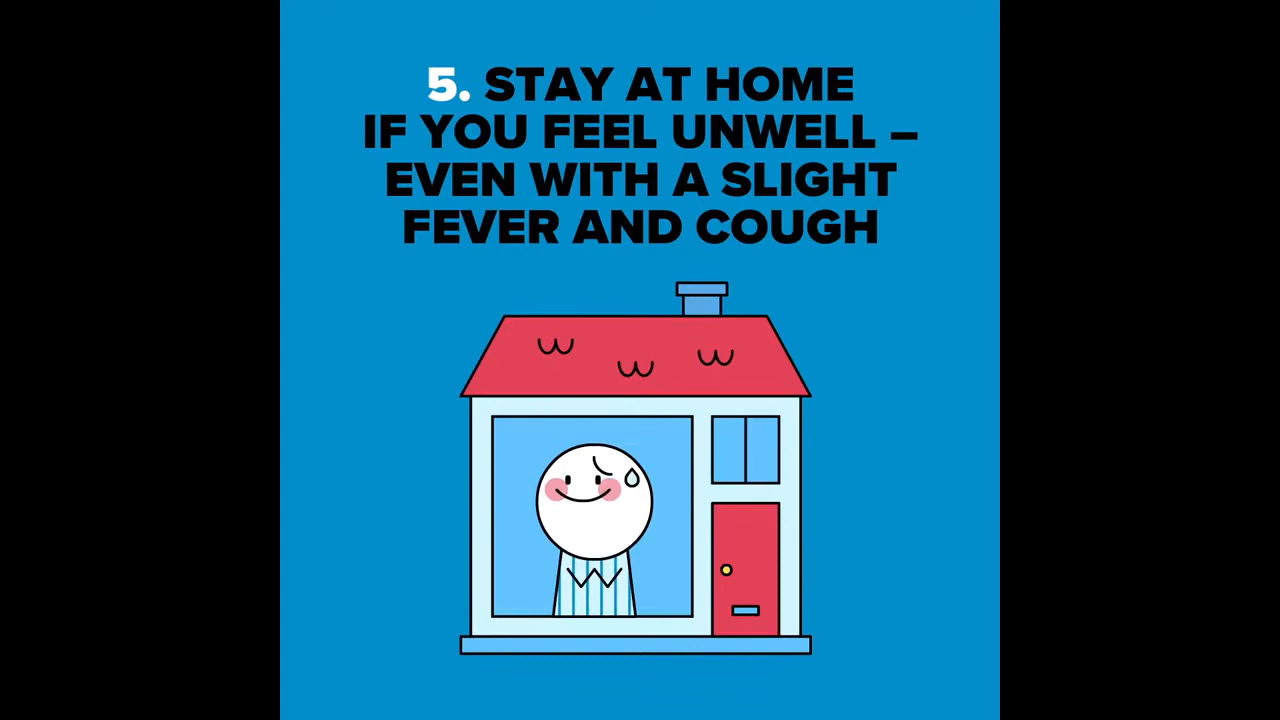 5. STAY AT HOME
IF YOU FEEL UNWELL –
EVEN WITH A SLIGHT
FEVER AND COUGH